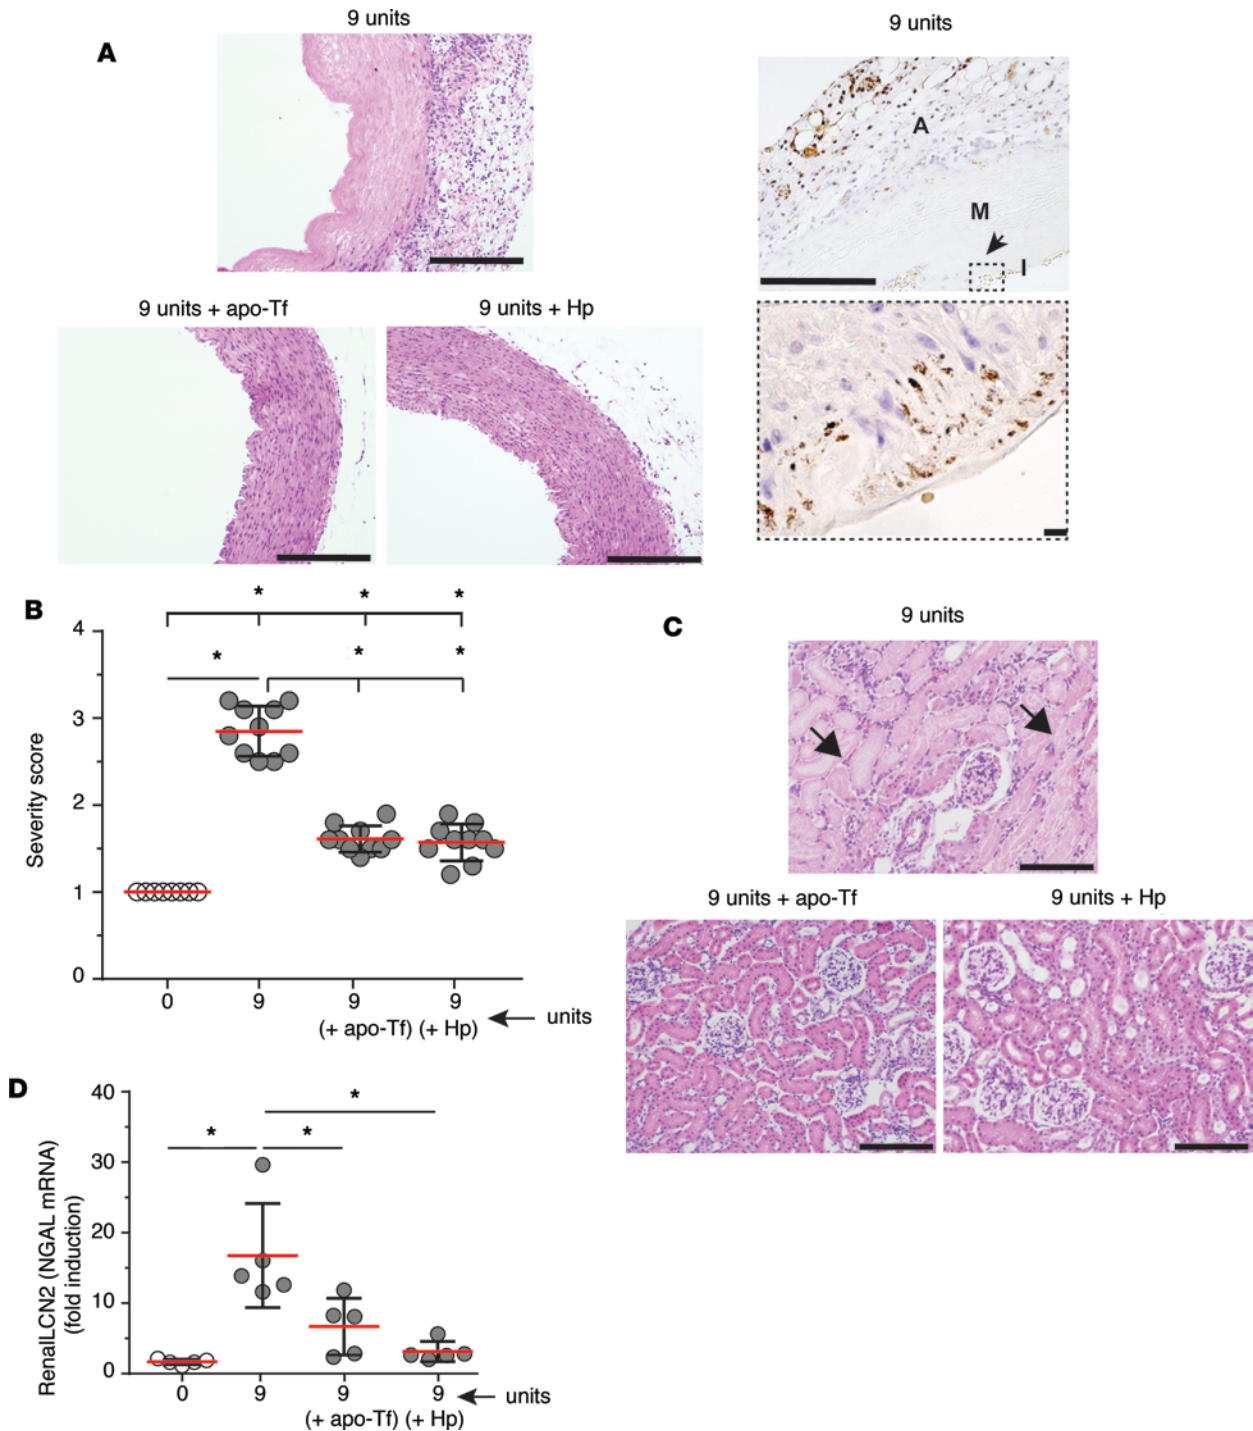 A
9 units
9 units
A
M
I
9 units + apo-Tf
9 units + Hp
B
* * *
* * *
Severity score
4
3
2
1
0
0 9 9 9
(+ apo-Tf) (+ Hp)
units
C
9 units
9 units + apo-Tf
9 units + Hp
D
RenalLCN2 (NGAL mRNA)
(fold induction)
*
* *
40
30
20
10
0
0 9 9 9
(+ apo-Tf) (+ Hp)
units